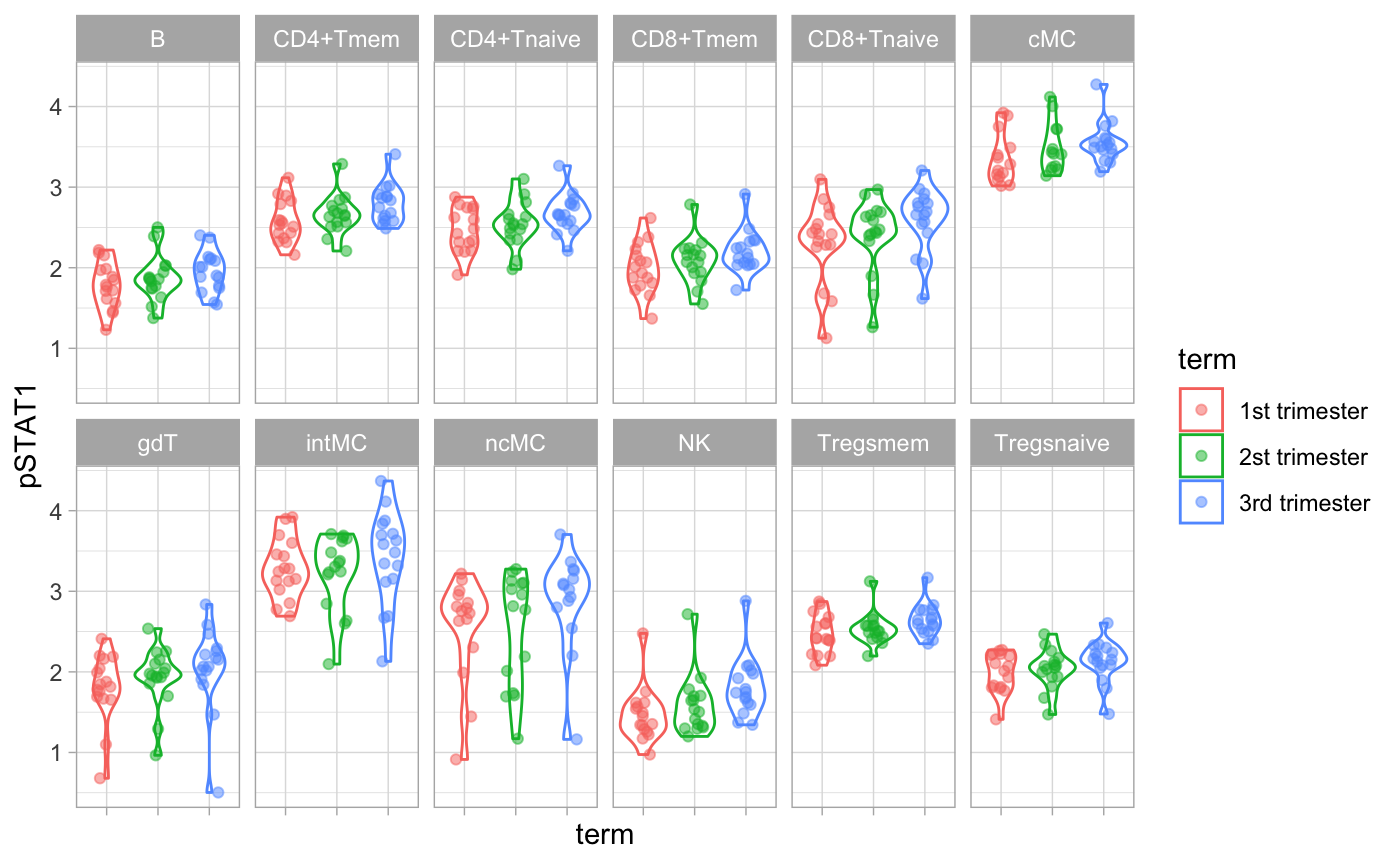 B
CD4+Tmem
CD4+Tnaive
CD8+Tmem
CD8+Tnaive
cMC
4
3
2
1
gdT
intMC
ncMC
NK
Tregsmem
Tregsnaive
4
3
2
1
pSTAT1
term
term
1st trimester
2st trimester
3rd trimester